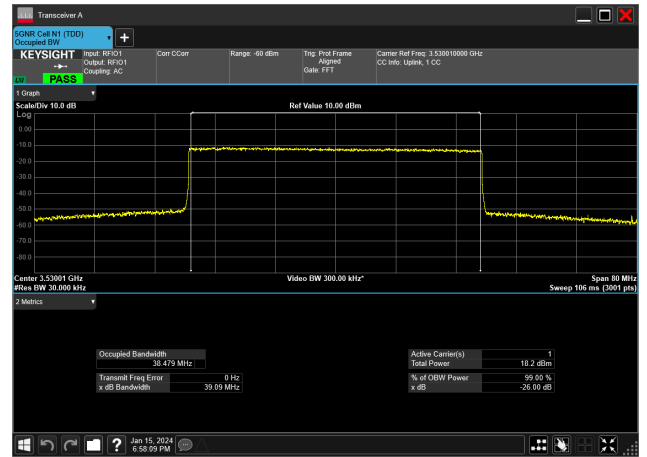 Transceiver A
5GNR Cell N1 (TDD)
Occupied BW
+
KEYSIGHT
LXI PASS
Input: RFIO1
Output: RFIO1
Coupling: AC
Corr CCorr
Range: -60 dBm
Trig: Prot Frame
Aligned
Gate: FFT
Carrier Ref Freq: 3.530010000 GHz
CC Info: Uplink, 1 CC
1 Graph
Scale/Div 10.0 dB
Ref Value 10.00 dBm
Log
0.00
-10.0
-20.0
-30.0
-40.0
-50.0
-60.0
-70.0
-80.0
Center 3.53001 GHz
Video BW 300.00 kHz*
Span 80 MHz
#Res BW 30.000 kHz
Sweep 106 ms (3001 pts)
2 Metrics
Occupied Bandwidth
38.479 MHz
Transmit Freq Error 0 Hz
x dB Bandwidth 39.09 MHz
Active Carrier(s) 1
Total Power 18.2 dBm
% of OBW Power 99.00 %
x dB -26.00 dB
?
Jan 15, 2024
6:58:09 PM